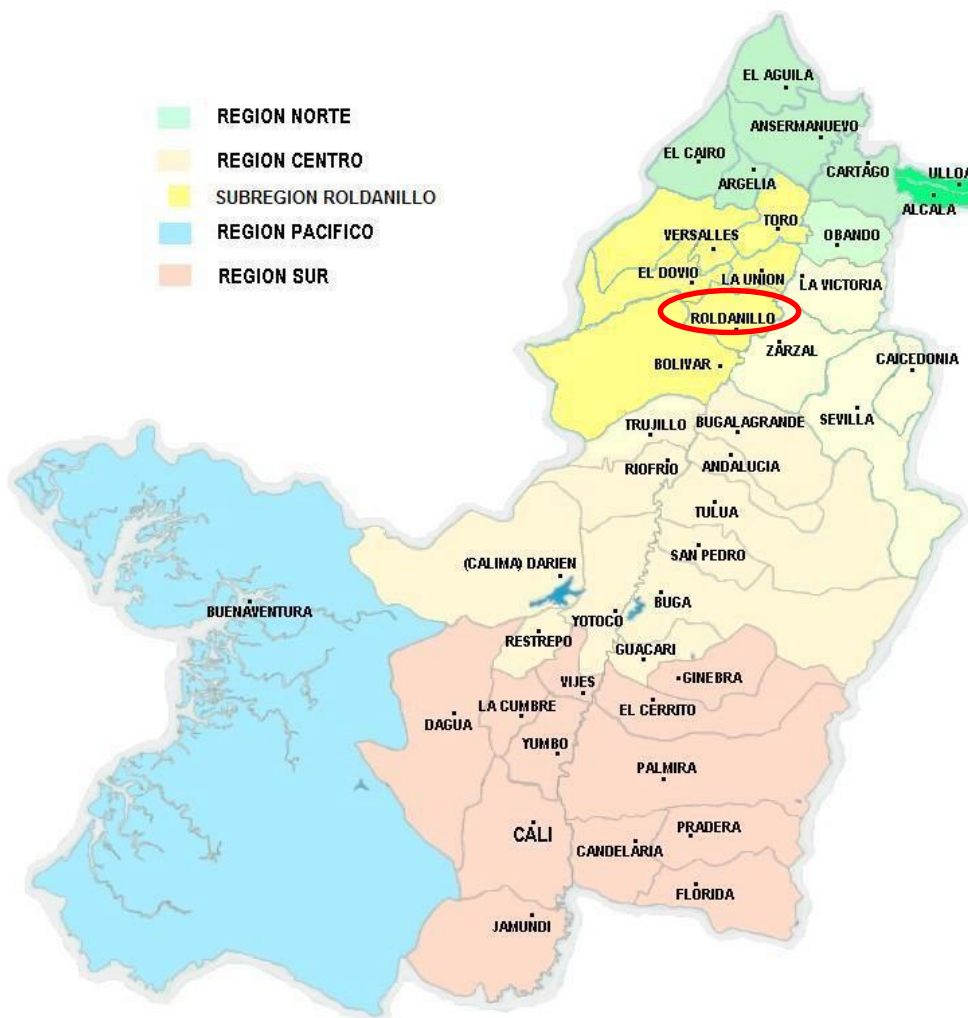 REGION NORTE
REGION CENTRO
SUBREGION ROLDANILLO
REGION PACIFICO
REGION SUR
EL AGUILA
ANSERMANUEVO
EL CAIRO
CARTAGO
ULLOA
ARGELIA
ALCALA
TORO
VERSALLES
OBANDO
EL DOVIO
LA UNION
LA VICTORIA
ROLDANILLO
ZARZAL
CAICEDONIA
BOLIVAR
TRUJILLO
BUGALAGRANDE
SEVILLA
RIOFRIO
ANDALUCIA
TULUA
SAN PEDRO
(CALIMA) DARIEN
BUGA
BUENAVENTURA
YOTOCO
RESTREPO
GUACARI
VIJES
GINEBRA
LA CUMBRE
EL CERRITO
DAGUA
YUMBO
PALMIRA
CALI
PRADERA
CANDELARIA
FLORIDA
JAMUNDI